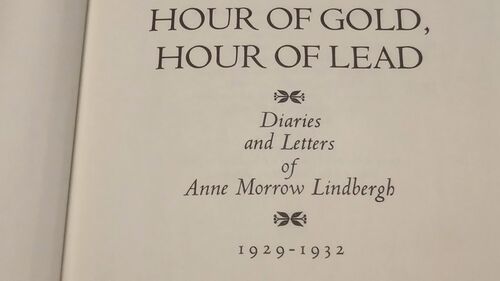 HOUR OF GOLD,
HOUR OF LEAD
Diaries
and Letters
of
Anne Morrow Lindbergh
1929-1932